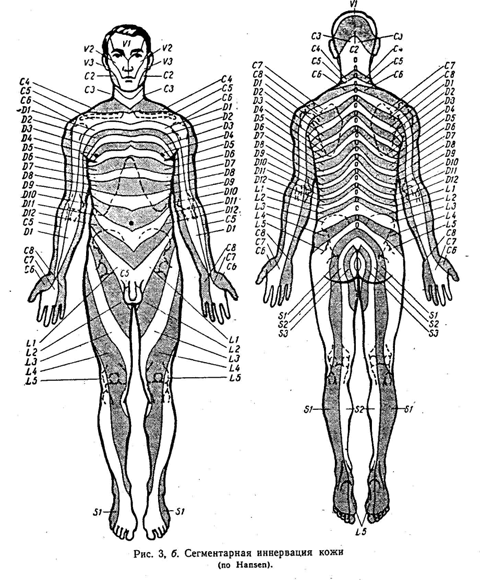 V1
V2
V3
C2
C3
V2
V3
C2
C3
C4
C5
C6
D1
D2
D3
D4
D5
D6
D7
D8
D9
D10
D11
D12
C5
D1
C4
C5
C6
D1
D2
D3
D4
D5
D6
D7
D8
D9
D10
D11
D12
C5
D1
C8
C7
C6
C5
C8
C7
C6
L1
L2
L3
L4
L5
L1
L2
L3
L4
L5
S1
S1
V1
C3
C4
C5
C6
C2
C3
C4
C5
C6
C7
C8
D1
D2
D3
D4
D5
D6
D7
D8
D9
D10
D11
D12
L1
L2
L3
L4
L5
C8
C7
C6
C7
C8
D1
D2
D3
D4
D5
D6
D7
D8
D9
D10
D11
D12
L1
L2
L3
L4
L5
C8
C7
C6
S1
S2
S3
S1
S2
S3
S1
S2
S1
L5
Рис. 3, б. Сегментарная иннервация кожи
(по Hansen).